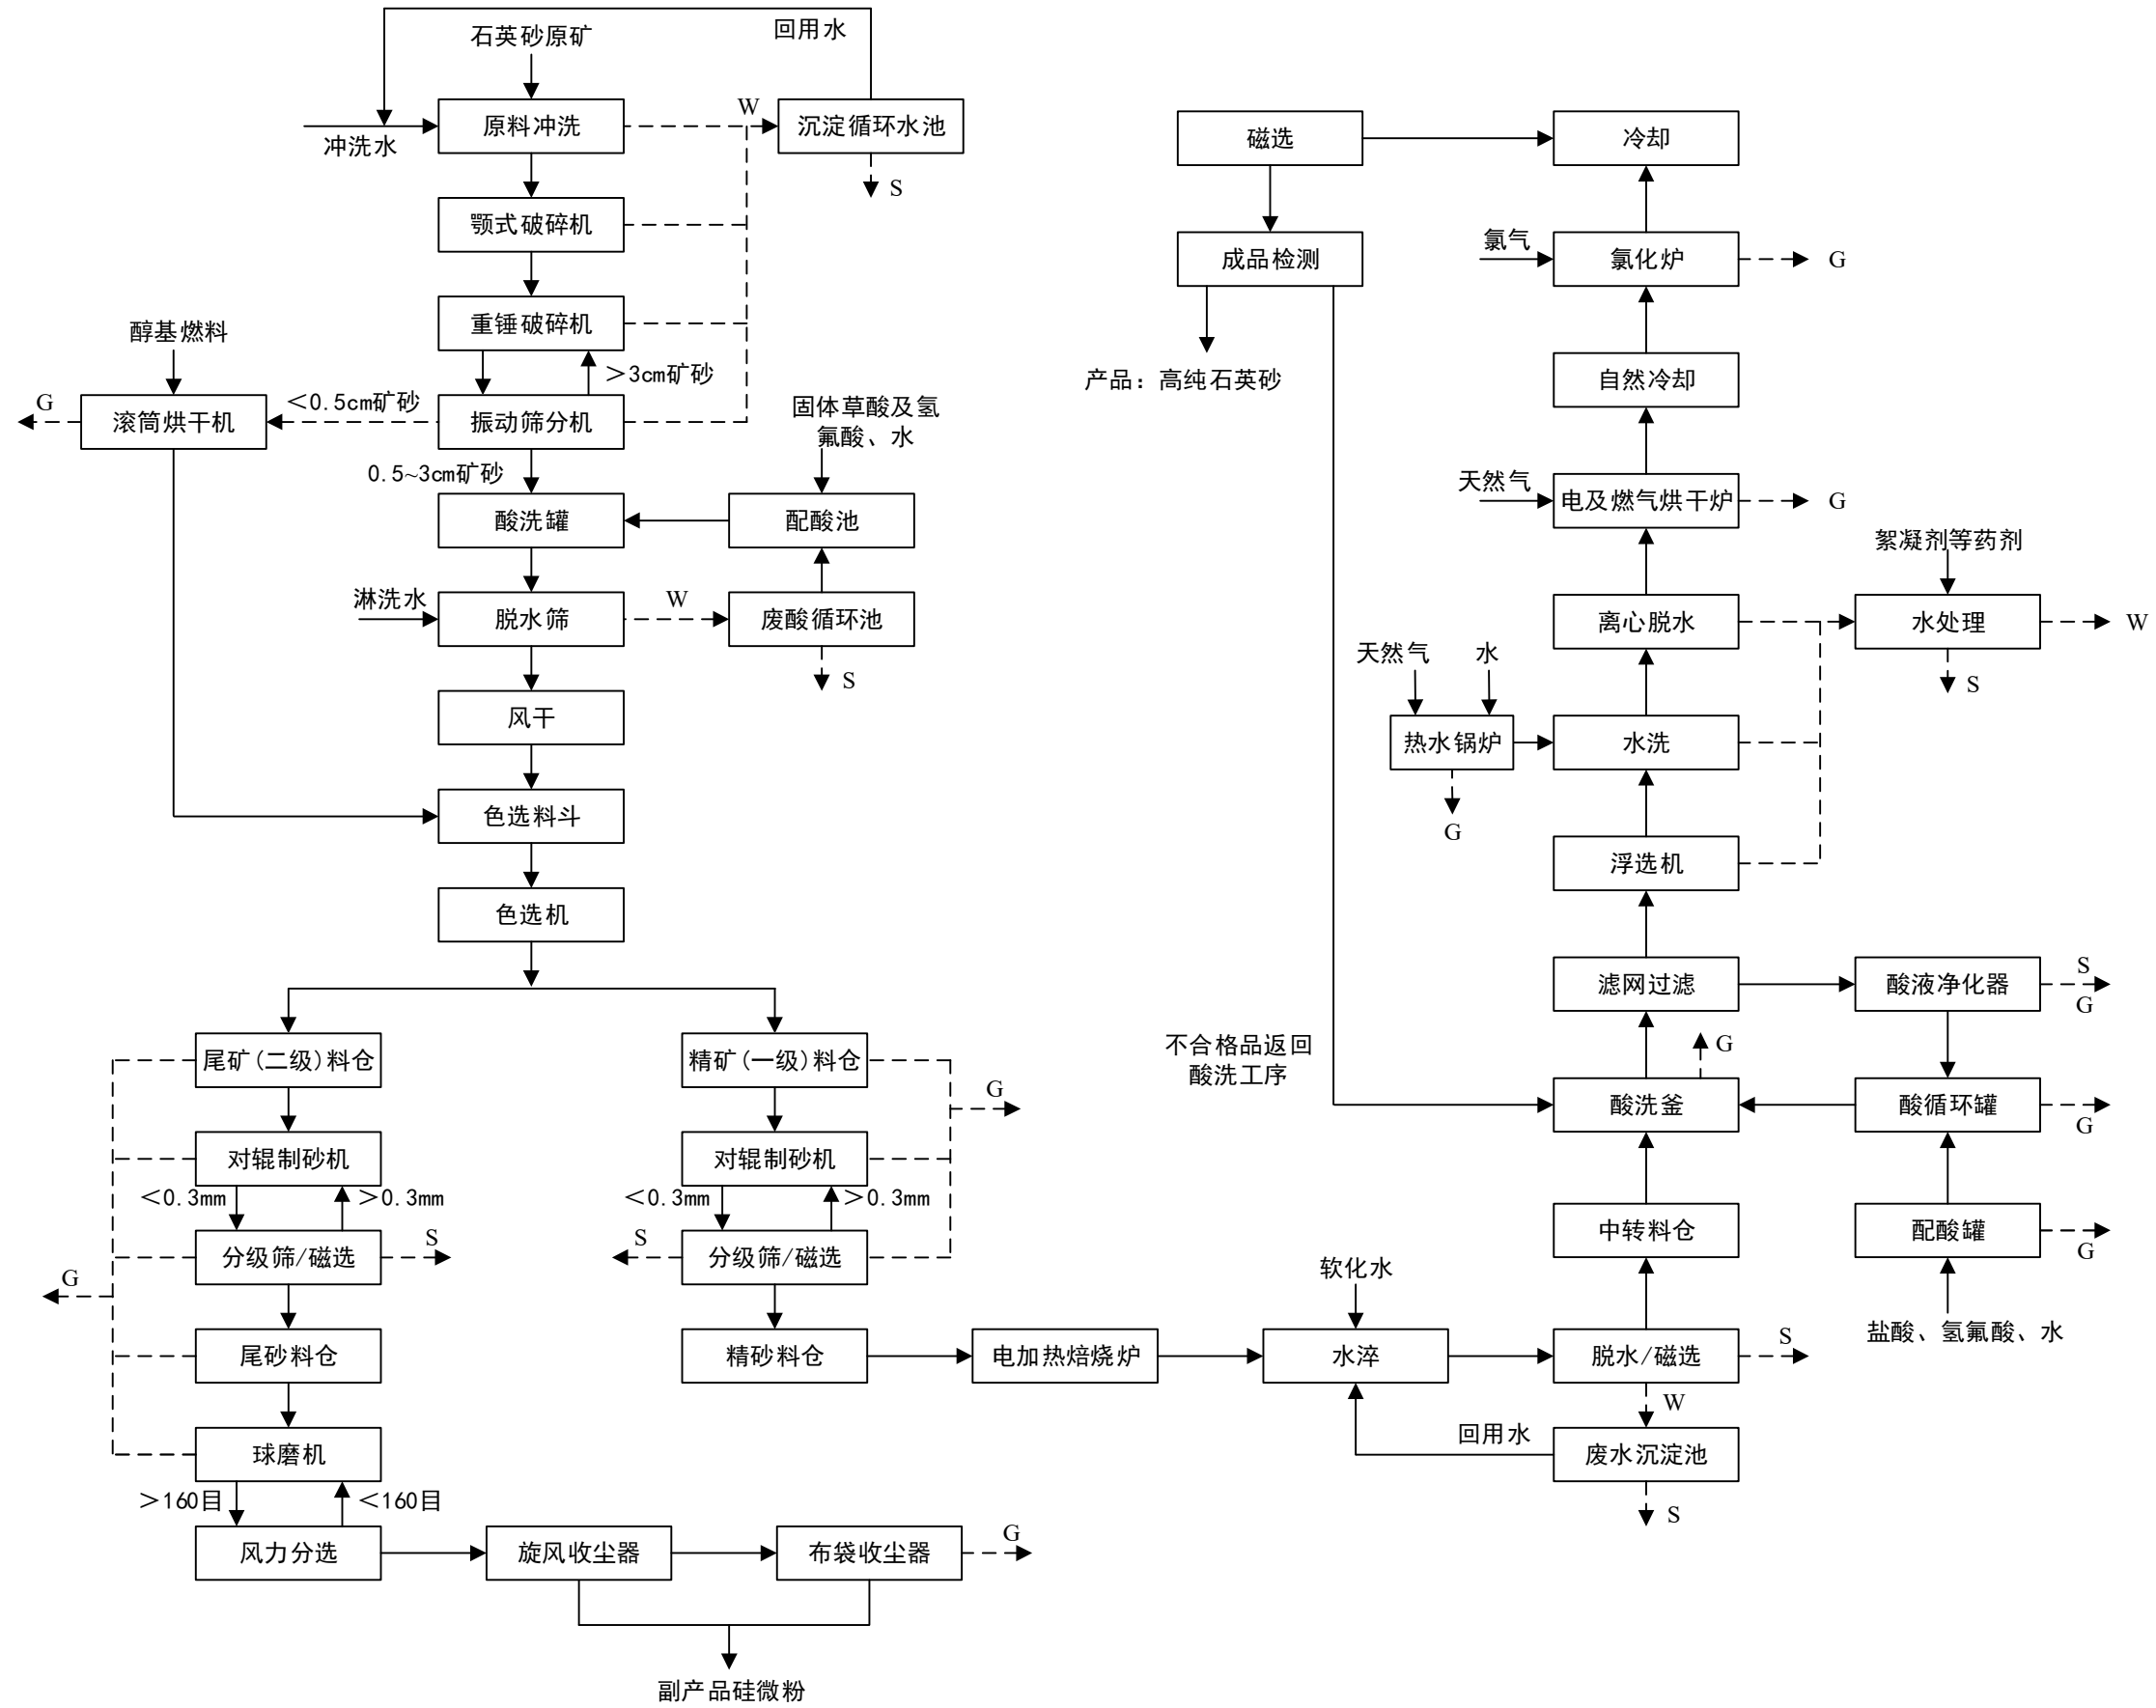 石英砂原矿
回用水
冲洗水
原料冲洗
W
沉淀循环水池
S
颚式破碎机
重锤破碎机
＞3cm矿砂
醇基燃料
G
滚筒烘干机
＜0.5cm矿砂
振动筛分机
固体草酸及氢
氟酸、水
0.5~3cm矿砂
酸洗罐
配酸池
淋洗水
脱水筛
W
废酸循环池
S
风干
色选料斗
色选机
尾矿(二级)料仓
精矿(一级)料仓
G
对辊制砂机
对辊制砂机
＜0.3mm
＞0.3mm
＜0.3mm
＞0.3mm
分级筛/磁选
S
S
分级筛/磁选
G
尾砂料仓
精砂料仓
电加热焙烧炉
球磨机
＞160目
＜160目
风力分选
旋风收尘器
布袋收尘器
G
副产品硅微粉
磁选
冷却
成品检测
氯气
氯化炉
G
产品：高纯石英砂
自然冷却
天然气
电及燃气烘干炉
G
絮凝剂等药剂
离心脱水
水处理
W
S
天然气
水
热水锅炉
水洗
G
浮选机
滤网过滤
酸液净化器
S
G
不合格品返回
酸洗工序
G
酸洗釜
酸循环罐
G
中转料仓
配酸罐
G
盐酸、氢氟酸、水
软化水
水淬
脱水/磁选
S
W
回用水
废水沉淀池
S